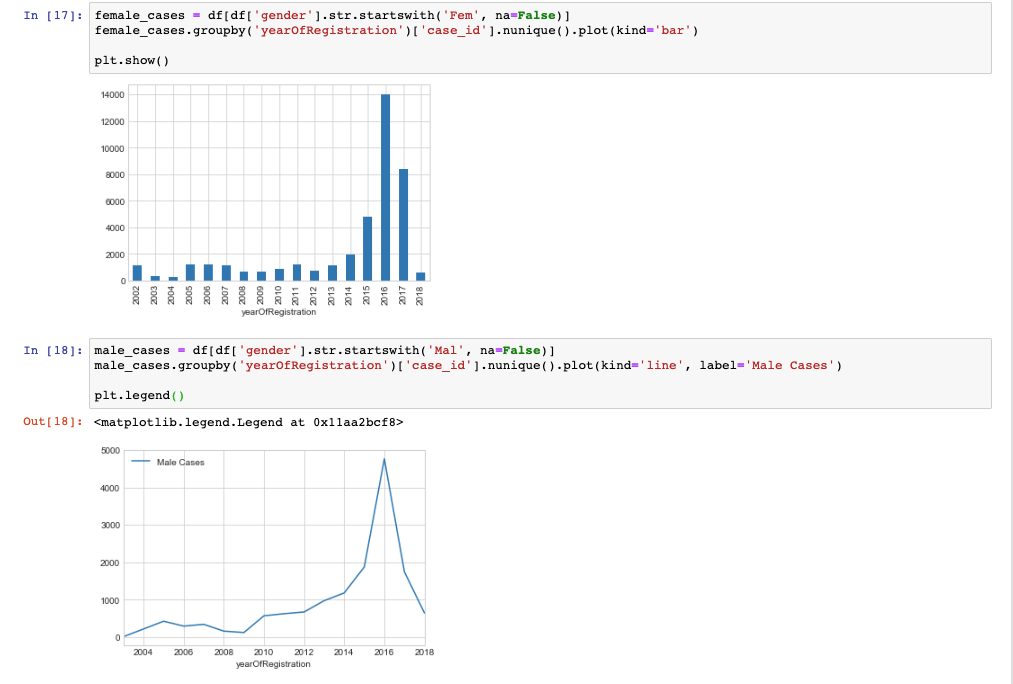 In [17]: female_cases = df[df['gender'].str.startswith('Fem', na=False)]
female_cases.groupby('yearOfRegistration')['case_id'].nunique().plot(kind='bar')
plt.show()
14000
12000
10000
8000
6000
4000
2000
0
2002 2003 2004 2005 2006 2007 2008 2009 2010 2011 2012 2013 2014 2015 2016 2017 2018
yearOfRegistration
In [18]: male_cases = df[df['gender'].str.startswith('Mal', na=False)]
male_cases.groupby('yearOfRegistration')['case_id'].nunique().plot(kind='line', label='Male Cases')
plt.legend()
Out[18]: <matplotlib.legend.Legend at 0x11aa2bcf8>
5000
Male Cases
4000
3000
2000
1000
0
2004 2006 2008 2010 2012 2014 2016 2018
yearOfRegistration